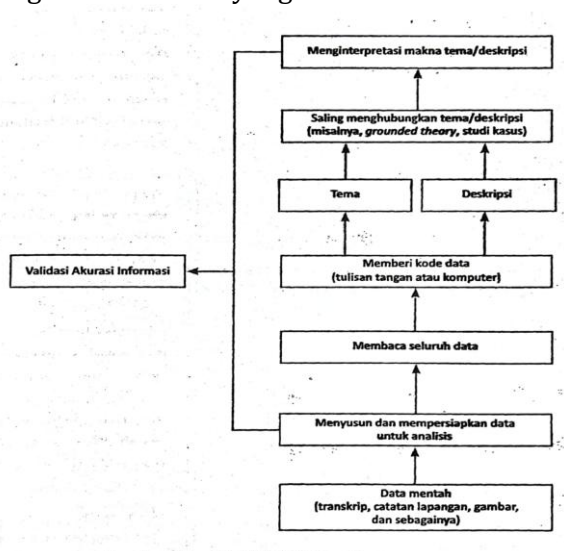 Menginterpretasi makna tema/deskripsi
Saling menghubungkan tema/deskripsi
(misalnya, grounded theory, studi kasus)
Tema
Deskripsi
Validasi Akurasi Informasi
Memberi kode data
(tulisan tangan atau komputer)
Membaca seluruh data
Menyusun dan mempersiapkan data
untuk analisis
Data mentah
(transkrip, catatan lapangan, gambar,
dan sebagainya)